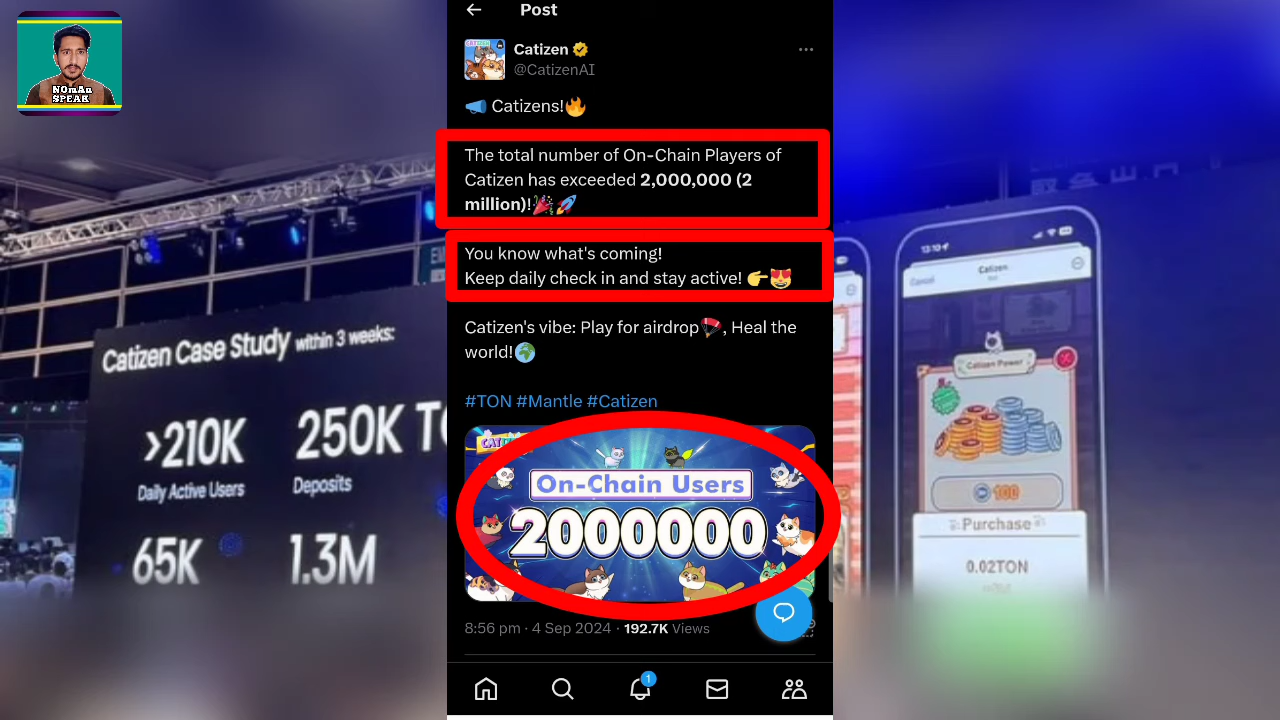 NOmAn
SPEAK
Post
Catizen
@CatizenAI
Catizens!
The total number of On-Chain Players of
Catizen has exceeded 2,000,000 (2
million)!
You know what's coming!
Keep daily check in and stay active!
Catizen's vibe: Play for airdrop, Heal the
world!
#TON #Mantle #Catizen
On-Chain Users
2000000
8:56 pm · 4 Sep 2024 · 192.7K Views
1
Catizen Case Study within 3 weeks:
>210K
Daily Active Users
250K
Deposits
65K
1.3M
13:10
Cancel
Catizen
Catizen Power
100
Purchase
0.02TON